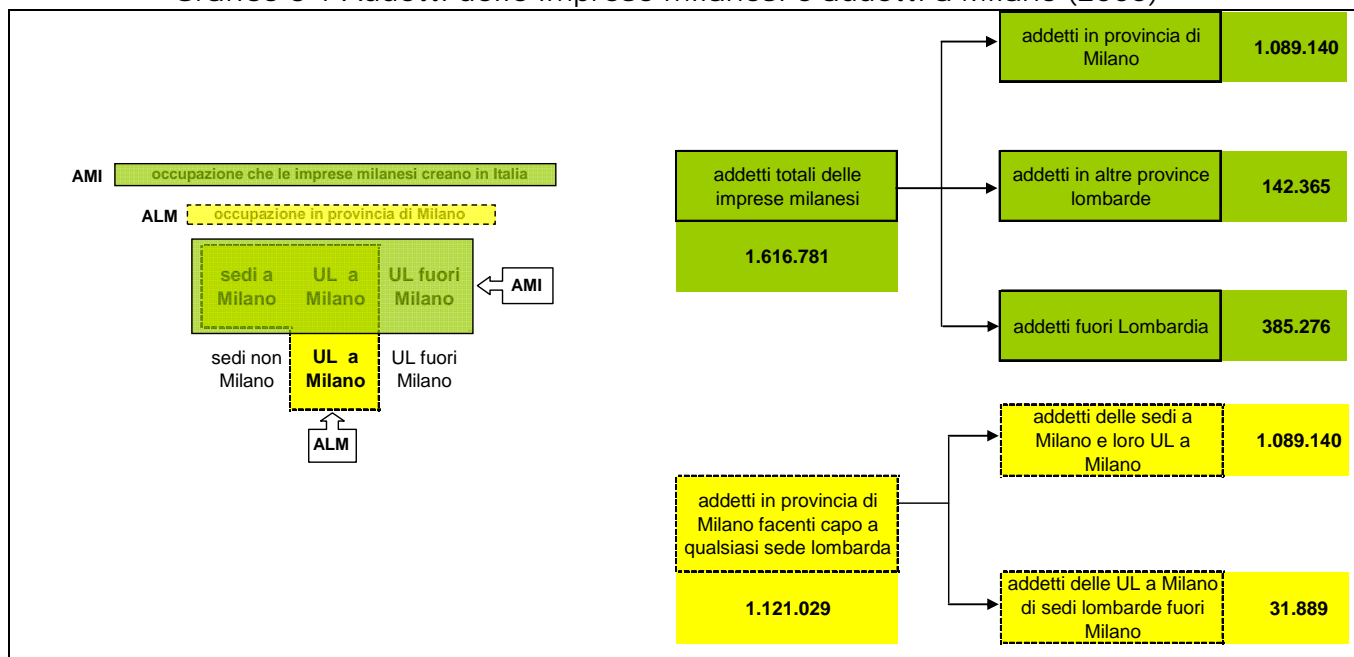 addetti in provincia di
Milano
1.089.140
AMI
occupazione che le imprese milanesi creano in Italia
ALM
occupazione in provincia di Milano
addetti totali delle
imprese milanesi
1.616.781
addetti in altre province
lombarde
142.365
sedi a
Milano
UL a
Milano
UL fuori
Milano
AMI
addetti fuori Lombardia
385.276
sedi non
Milano
UL a
Milano
UL fuori
Milano
ALM
addetti in provincia di
Milano facenti capo a
qualsiasi sede lombarda
1.121.029
addetti delle sedi a
Milano e loro UL a
Milano
1.089.140
addetti delle UL a Milano
di sedi lombarde fuori
Milano
31.889